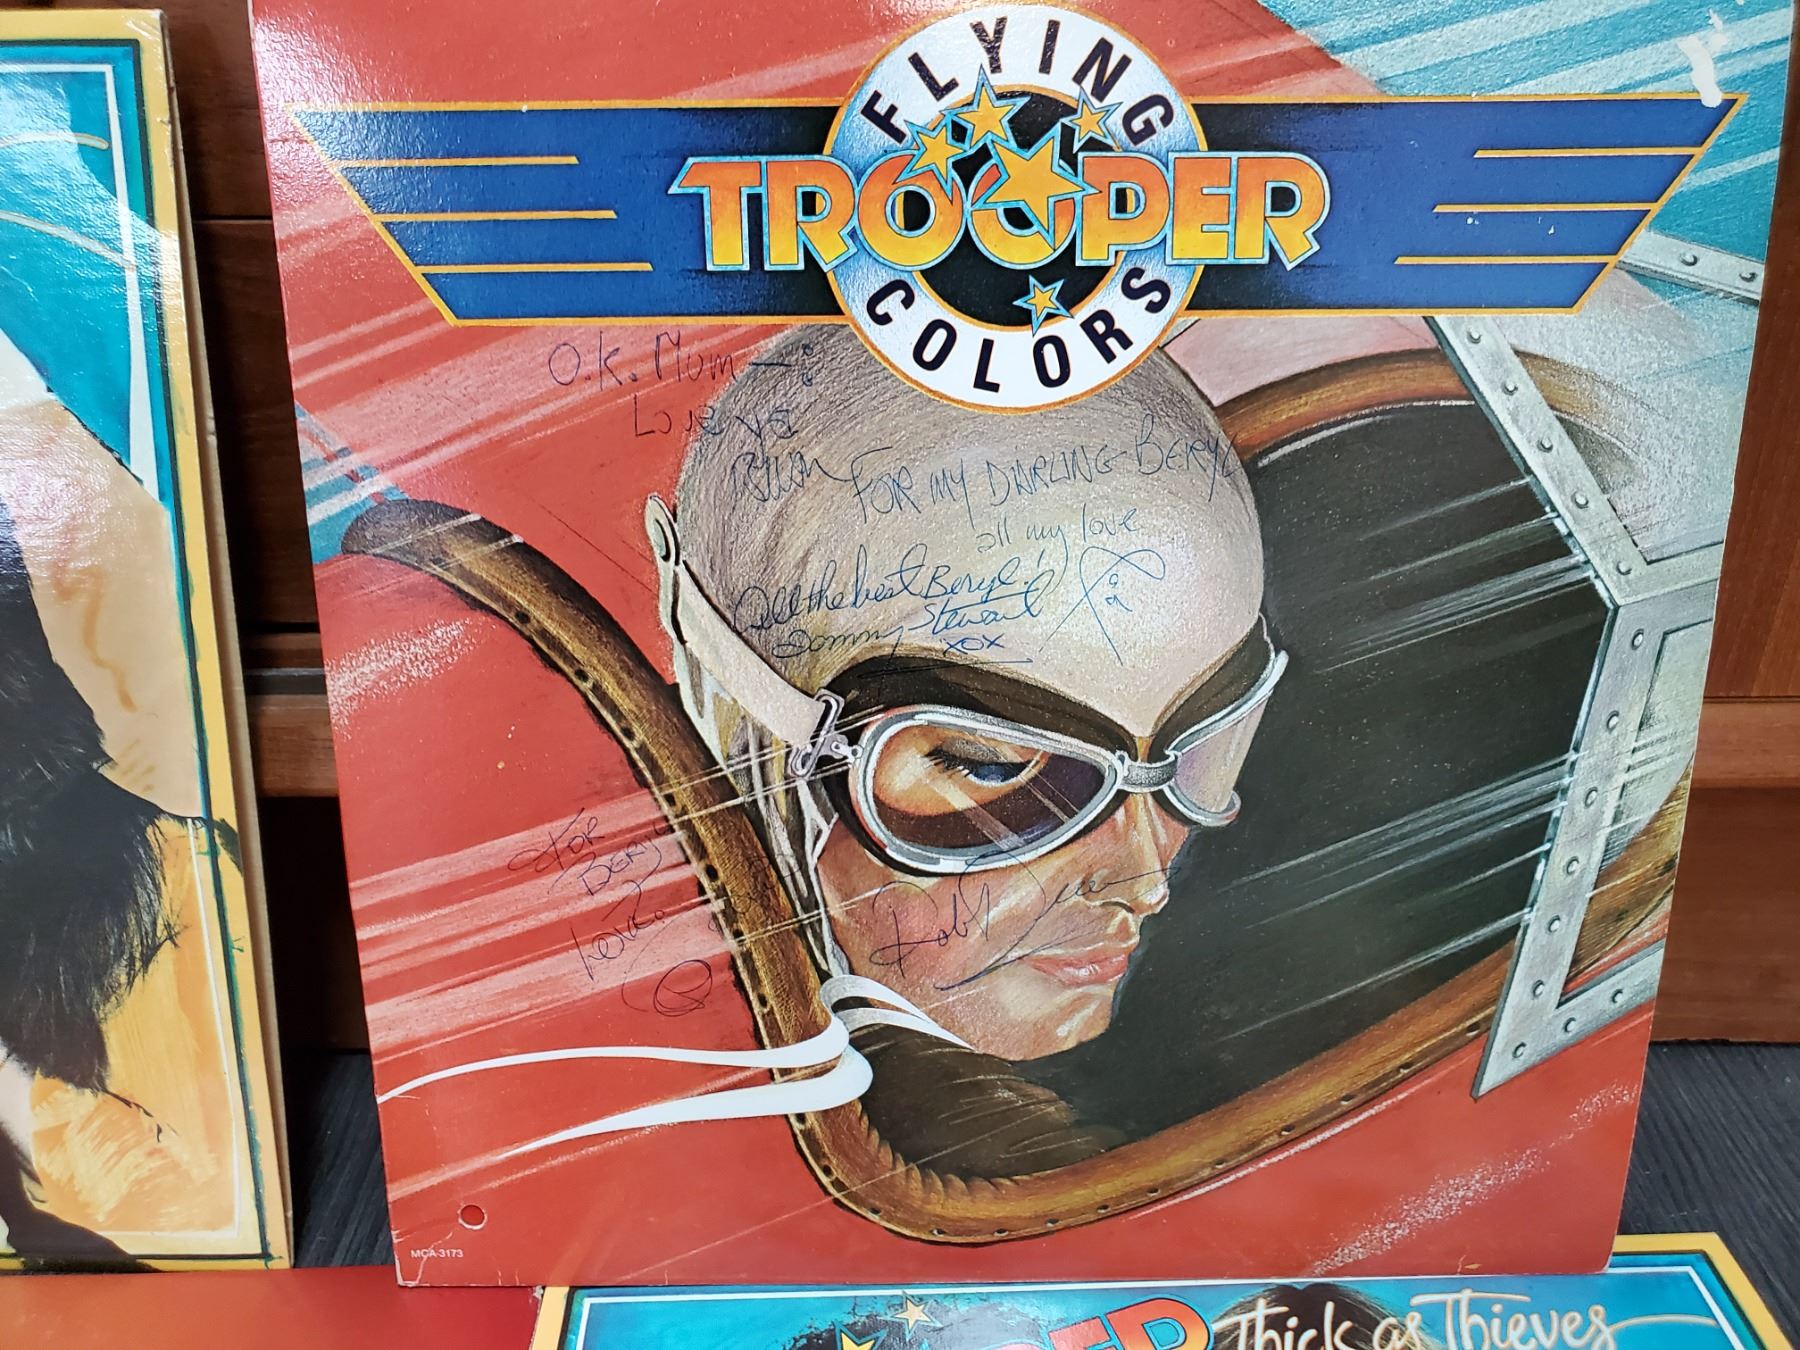 FLYING
TROOPER
COLORS
O.K. Mum — :
Love ya
Brian
FOR MY DARLING BERYL
all my love
All the best Beryl!
Tommy Stewart
xox
FOR
BERYL
Love
MCA-3173
Thick as Thieves